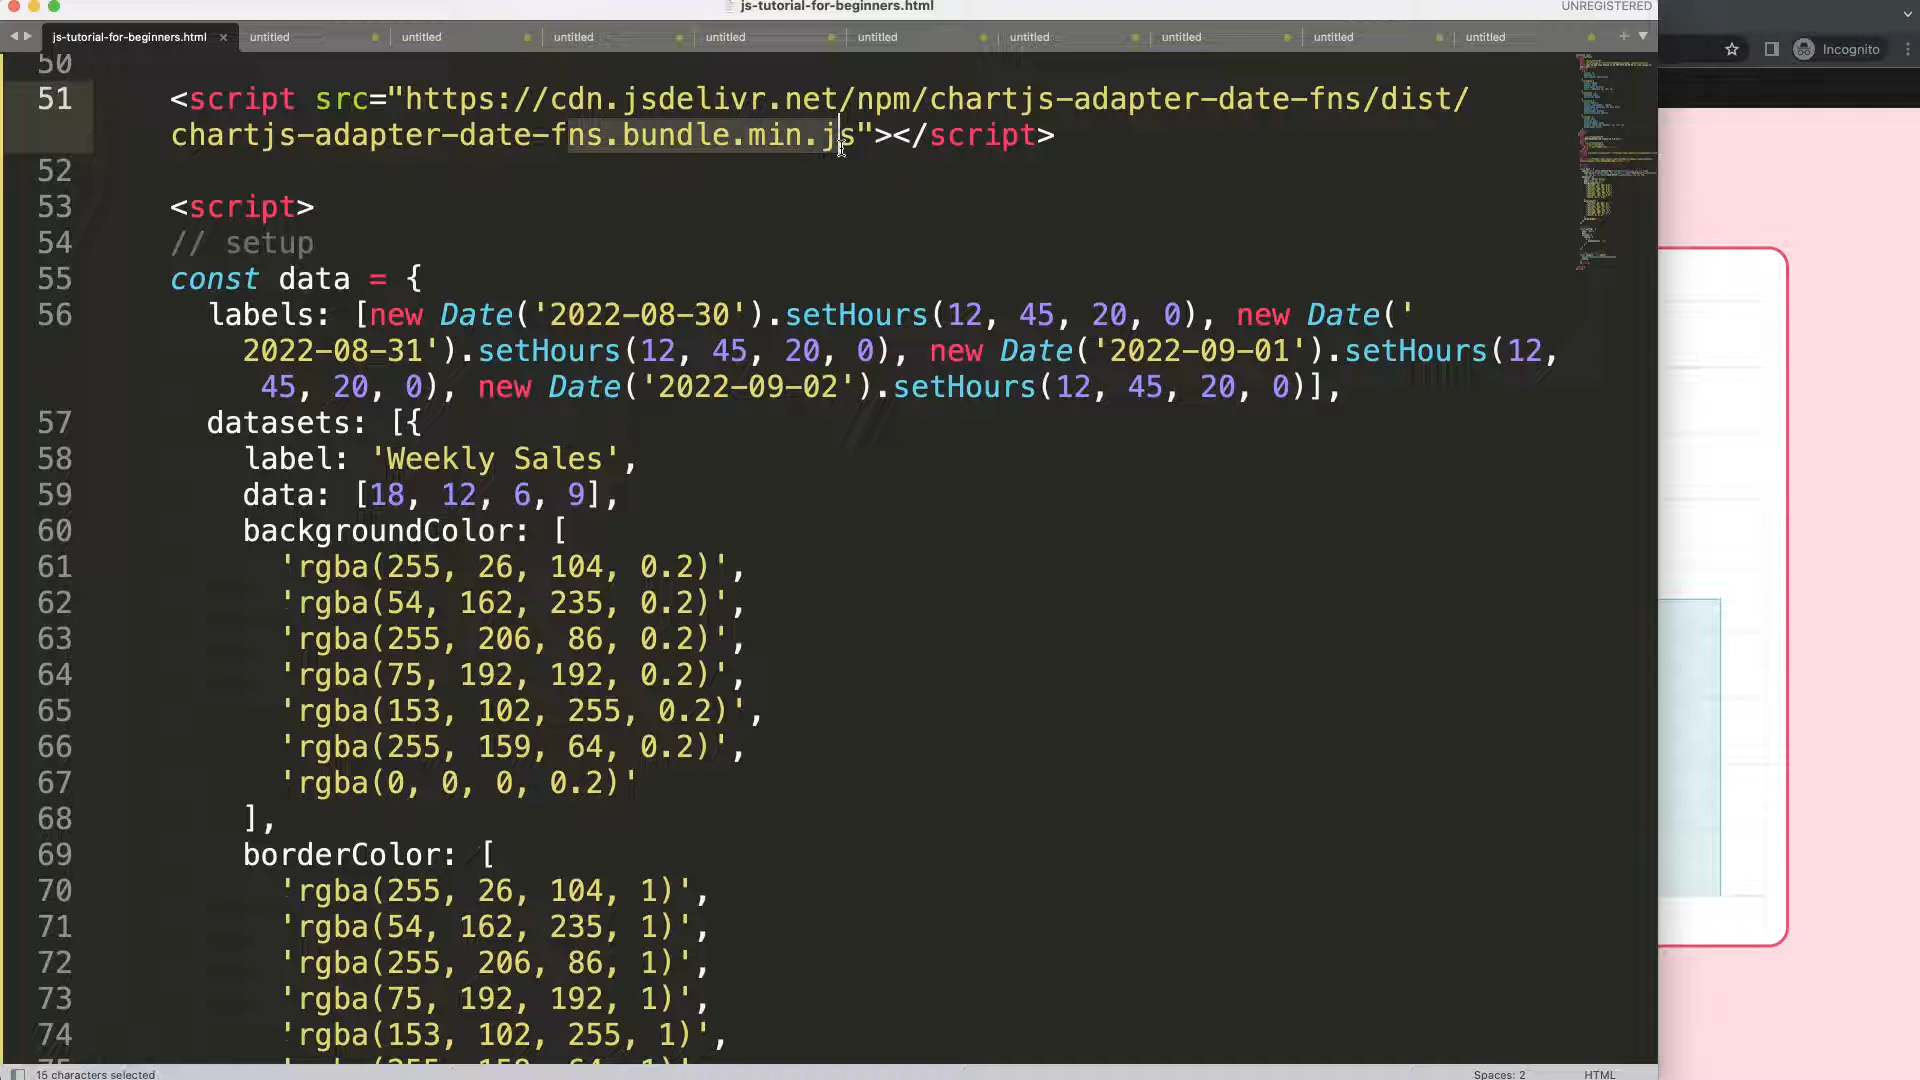 js-tutorial-for-beginners.html
UNREGISTERED
js-tutorial-for-beginners.html × untitled untitled untitled untitled untitled untitled untitled untitled untitled
Incognito
50
51 <script src="https://cdn.jsdelivr.net/npm/chartjs-adapter-date-fns/dist/
chartjs-adapter-date-fns.bundle.min.js"></script>
52
53 <script>
54 // setup
55 const data = {
56 labels: [new Date('2022-08-30').setHours(12, 45, 20, 0), new Date('
2022-08-31').setHours(12, 45, 20, 0), new Date('2022-09-01').setHours(12,
45, 20, 0), new Date('2022-09-02').setHours(12, 45, 20, 0)],
57 datasets: [{
58 label: 'Weekly Sales',
59 data: [18, 12, 6, 9],
60 backgroundColor: [
61 'rgba(255, 26, 104, 0.2)',
62 'rgba(54, 162, 235, 0.2)',
63 'rgba(255, 206, 86, 0.2)',
64 'rgba(75, 192, 192, 0.2)',
65 'rgba(153, 102, 255, 0.2)',
66 'rgba(255, 159, 64, 0.2)',
67 'rgba(0, 0, 0, 0.2)'
68 ],
69 borderColor: [
70 'rgba(255, 26, 104, 1)',
71 'rgba(54, 162, 235, 1)',
72 'rgba(255, 206, 86, 1)',
73 'rgba(75, 192, 192, 1)',
74 'rgba(153, 102, 255, 1)',
15 characters selected
Spaces: 2
HTML